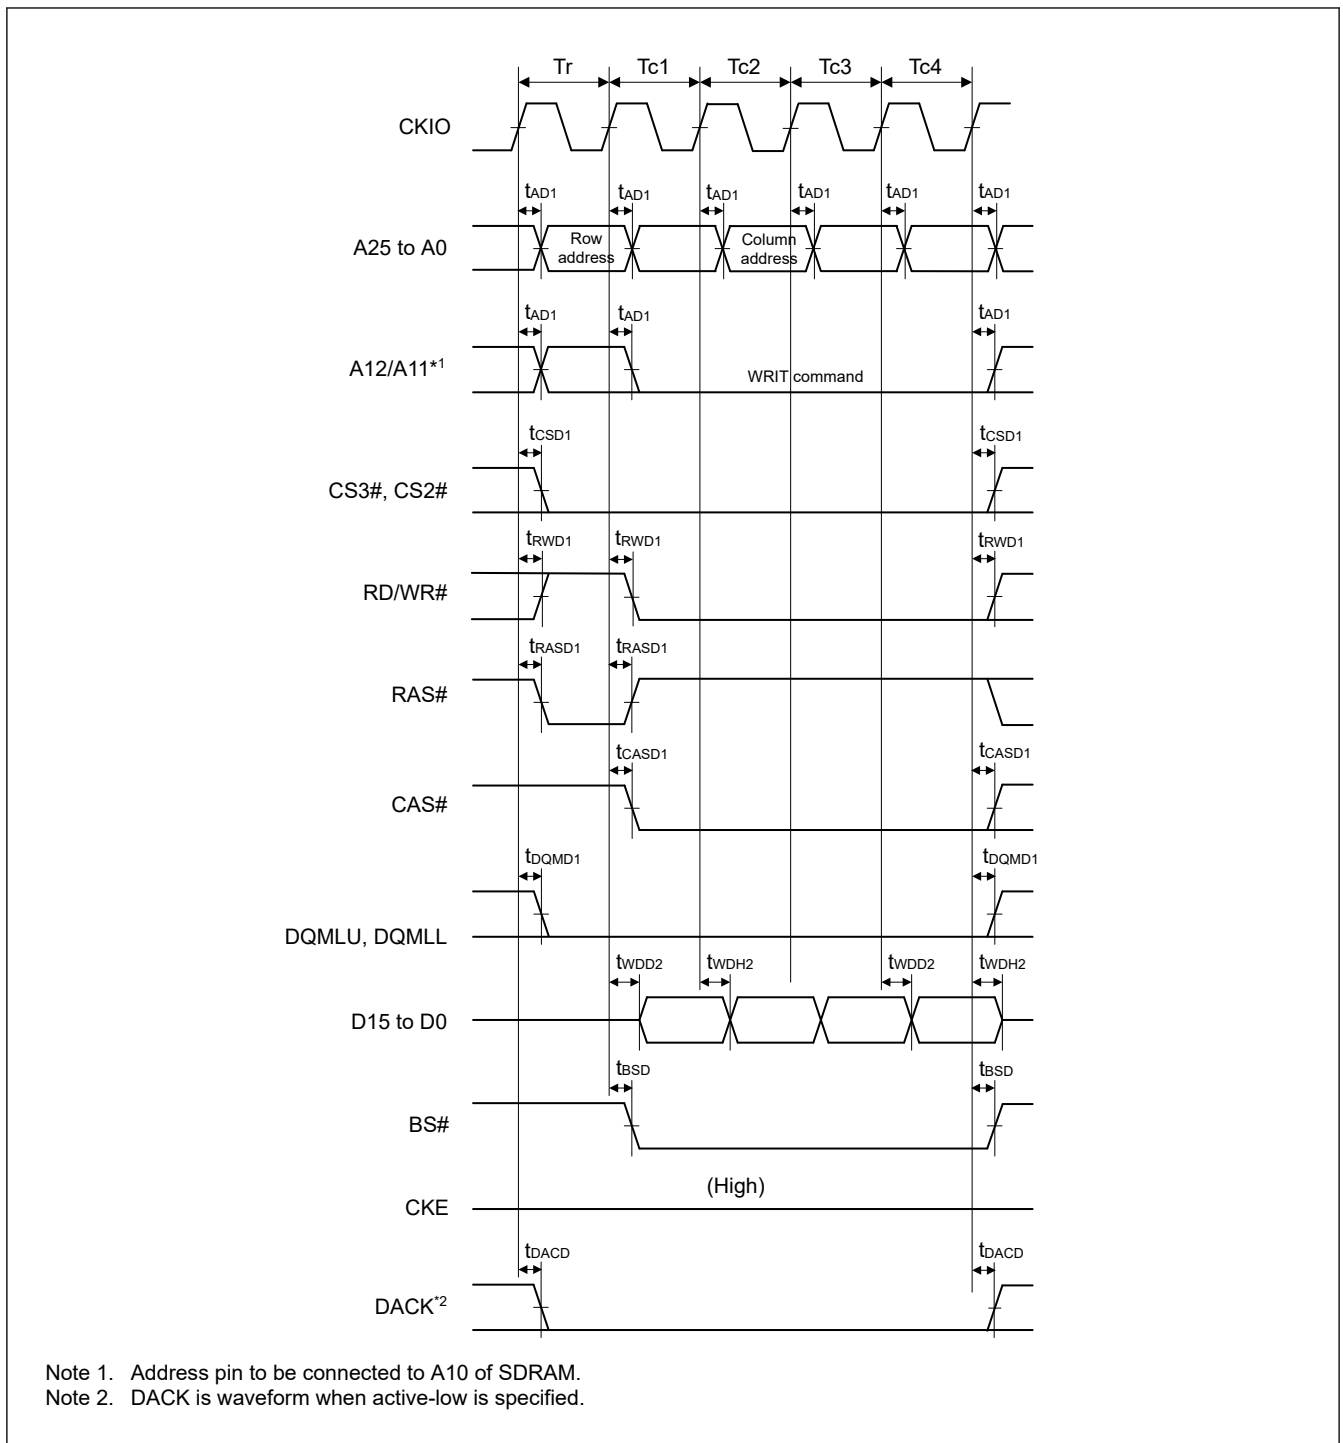 Tr Tc1 Tc2 Tc3 Tc4
CKIO
tAD1 tAD1 tAD1 tAD1 tAD1 tAD1
A25 to A0
Row
address
Column
address
tAD1 tAD1 tAD1
A12/A11*1
WRIT command
tCSD1 tCSD1
CS3#, CS2#
tRWD1 tRWD1 tRWD1
RD/WR#
tRASD1 tRASD1
RAS#
tCASD1 tCASD1
CAS#
tDQMD1 tDQMD1
DQMLU, DQMLL
tWDD2 tWDH2 tWDD2 tWDH2
D15 to D0
tBSD tBSD
BS#
(High)
CKE
tDACD tDACD
DACK*2
Note 1. Address pin to be connected to A10 of SDRAM.
Note 2. DACK is waveform when active-low is specified.